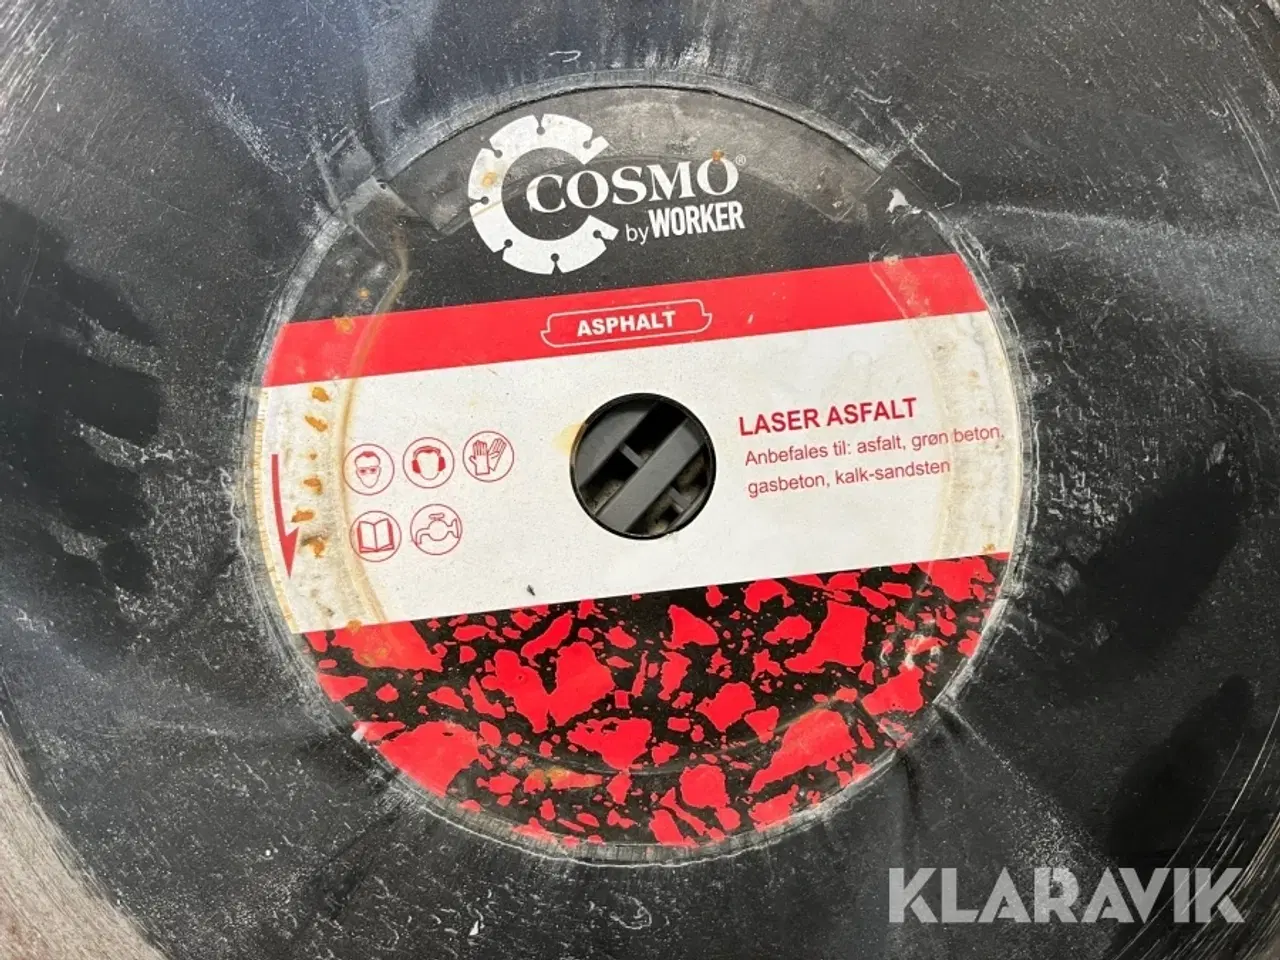 COSMO®
by WORKER
ASPHALT
LASER ASFALT
Anbefales til: asfalt, grøn beton,
gasbeton, kalk-sandsten
KLARAVIK